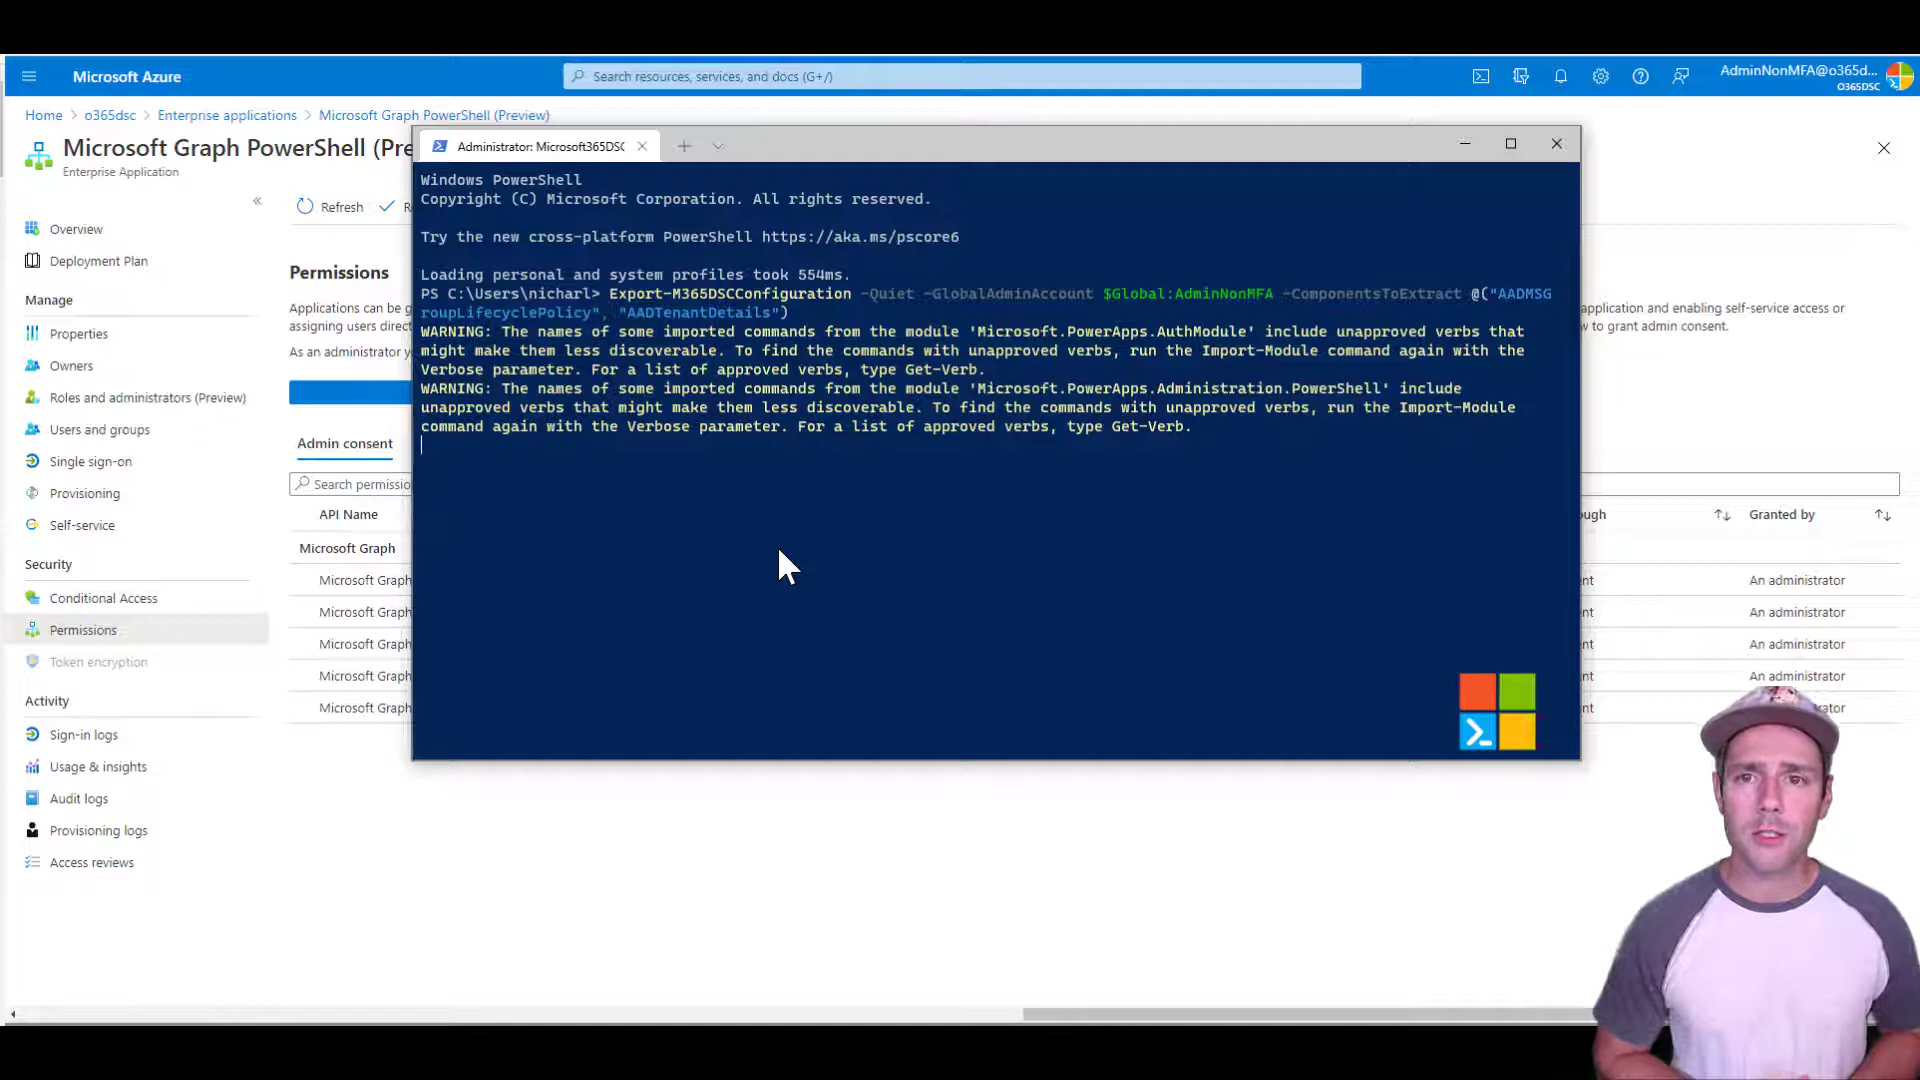 Microsoft Azure
Search resources, services, and docs (G+/)
AdminNonMFA@o365d...
O365DSC
Home > o365dsc > Enterprise applications > Microsoft Graph PowerShell (Preview)
Microsoft Graph PowerShell (Pre
Enterprise Application
«
Overview
Deployment Plan
Manage
Properties
Owners
Roles and administrators (Preview)
Users and groups
Single sign-on
Provisioning
Self-service
Security
Conditional Access
Permissions
Token encryption
Activity
Sign-in logs
Usage & insights
Audit logs
Provisioning logs
Access reviews
Refresh
Permissions
Applications can be g
assigning users direct
As an administrator yo
Admin consent
Search permissio
API Name
Microsoft Graph
Microsoft Graph
Microsoft Graph
Microsoft Graph
Microsoft Graph
Microsoft Graph
Administrator: Microsoft365DSC
Windows PowerShell
Copyright (C) Microsoft Corporation. All rights reserved.
Try the new cross-platform PowerShell https://aka.ms/pscore6
Loading personal and system profiles took 554ms.
PS C:\Users\nicharl> Export-M365DSCConfiguration -Quiet -GlobalAdminAccount $Global:AdminNonMFA -ComponentsToExtract @("AADMSG
roupLifecyclePolicy", "AADTenantDetails")
WARNING: The names of some imported commands from the module 'Microsoft.PowerApps.AuthModule' include unapproved verbs that
might make them less discoverable. To find the commands with unapproved verbs, run the Import-Module command again with the
Verbose parameter. For a list of approved verbs, type Get-Verb.
WARNING: The names of some imported commands from the module 'Microsoft.PowerApps.Administration.PowerShell' include
unapproved verbs that might make them less discoverable. To find the commands with unapproved verbs, run the Import-Module
command again with the Verbose parameter. For a list of approved verbs, type Get-Verb.
application and enabling self-service access or
w to grant admin consent.
ough
Granted by
nt
An administrator
nt
An administrator
nt
An administrator
nt
An administrator
nt
administrator